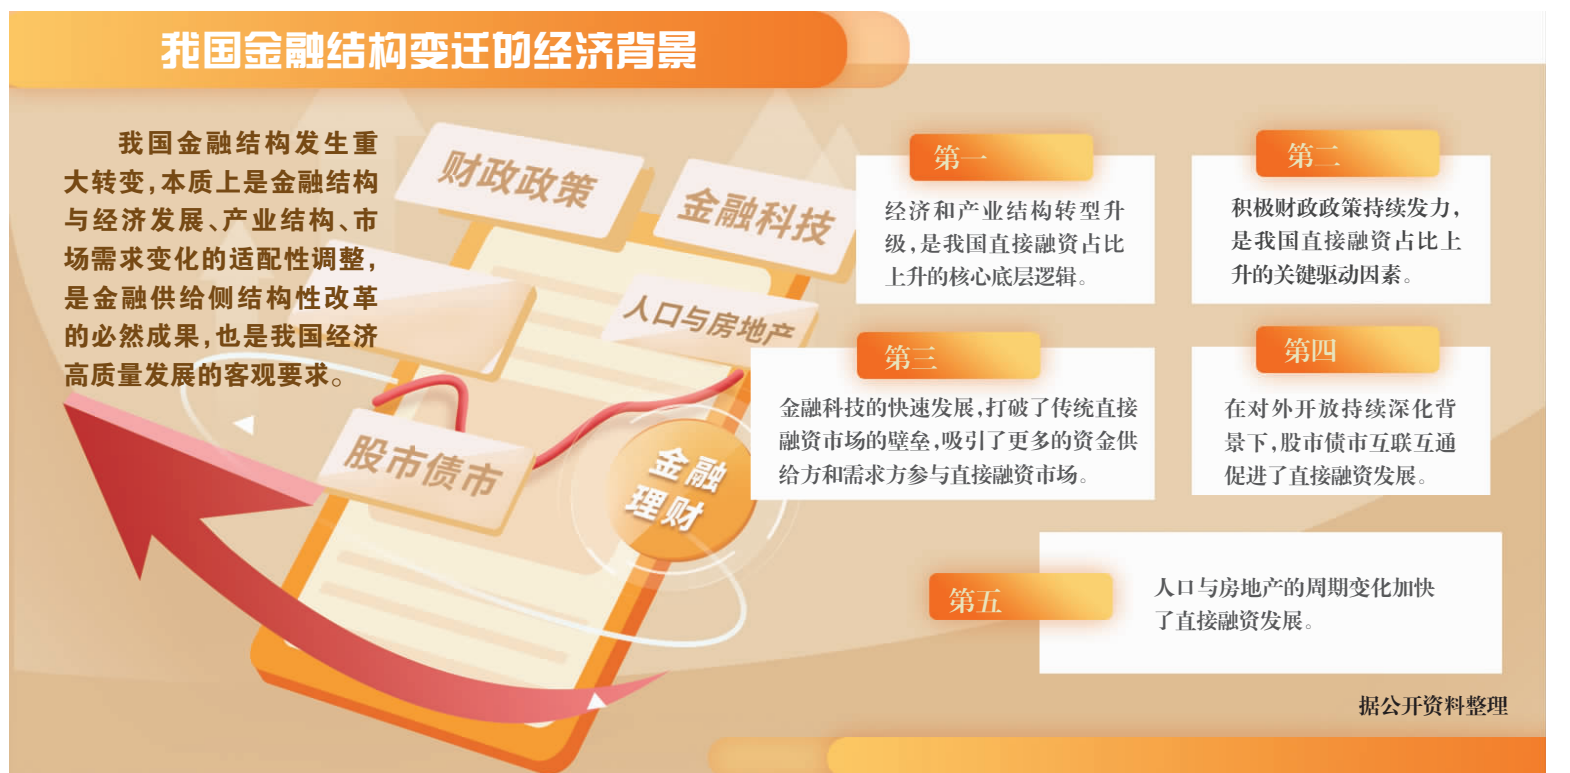 我国金融结构变迁的经济背景
我国金融结构发生重
大转变，本质上是金融结构
与经济发展、产业结构、市
场需求变化的适配性调整，
是金融供给侧结构性改革
的必然成果，也是我国经济
高质量发展的客观要求。
财政政策
金融科技
人口与房地产
股市债市
金融
理财
第一
经济和产业结构转型升
级，是我国直接融资占比
上升的核心底层逻辑。
第二
积极财政政策持续发力，
是我国直接融资占比上
升的关键驱动因素。
第三
金融科技的快速发展，打破了传统直接
融资市场的壁垒，吸引了更多的资金供
给方和需求方参与直接融资市场。
第四
在对外开放持续深化背
景下，股市债市互联互通
促进了直接融资发展。
第五
人口与房地产的周期变化加快
了直接融资发展。
据公开资料整理